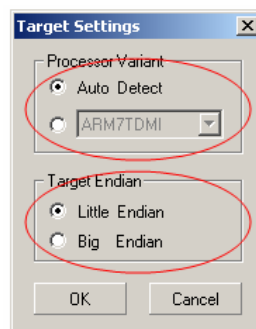 Target Settings
Processor Variant
Auto Detect
ARM7TDMI
Target Endian
Little Endian
Big Endian
OK
Cancel